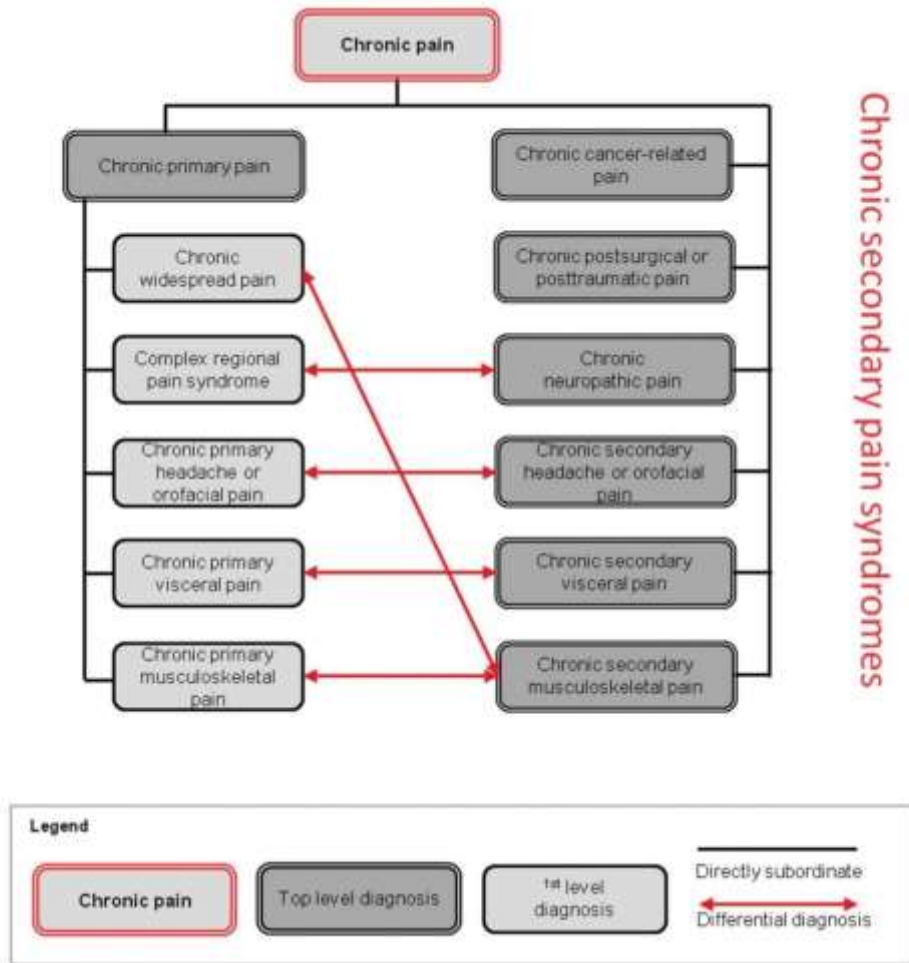 Chronic pain
Chronic primary pain
Chronic
widespread pain
Complex regional
pain syndrome
Chronic primary
headache or
orofacial pain
Chronic primary
visceral pain
Chronic primary
musculoskeletal
pain
Chronic cancer-related
pain
Chronic postsurgical or
posttraumatic pain
Chronic
neuropathic pain
Chronic secondary
headache or orofacial
pain
Chronic secondary
visceral pain
Chronic secondary
musculoskeletal pain
Chronic secondary pain syndromes
Legend
Chronic pain
Top level diagnosis
1st level
diagnosis
Directly subordinate
Differential diagnosis